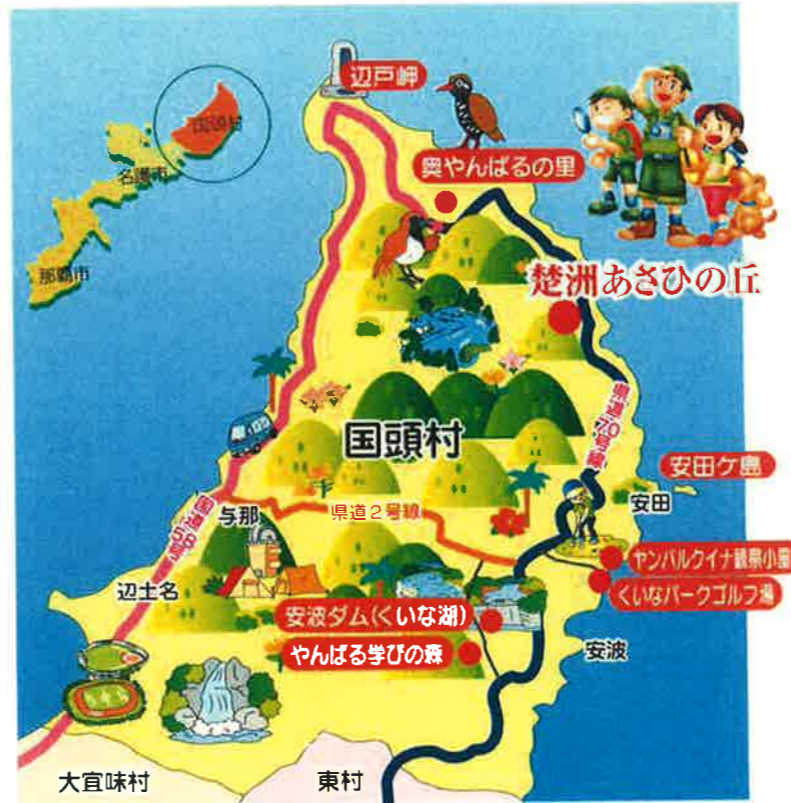 辺戸岬
国頭村
名護市
那覇市
奥やんばるの里
楚洲あさひの丘
県道70号線
国頭村
安田ケ島
安田
与那
県道2号線
国道58号
ヤンバルクイナ観察小屋
くいなパークゴルフ場
辺土名
安波ダム(くいな湖)
やんばる学びの森
安波
大宜味村
東村